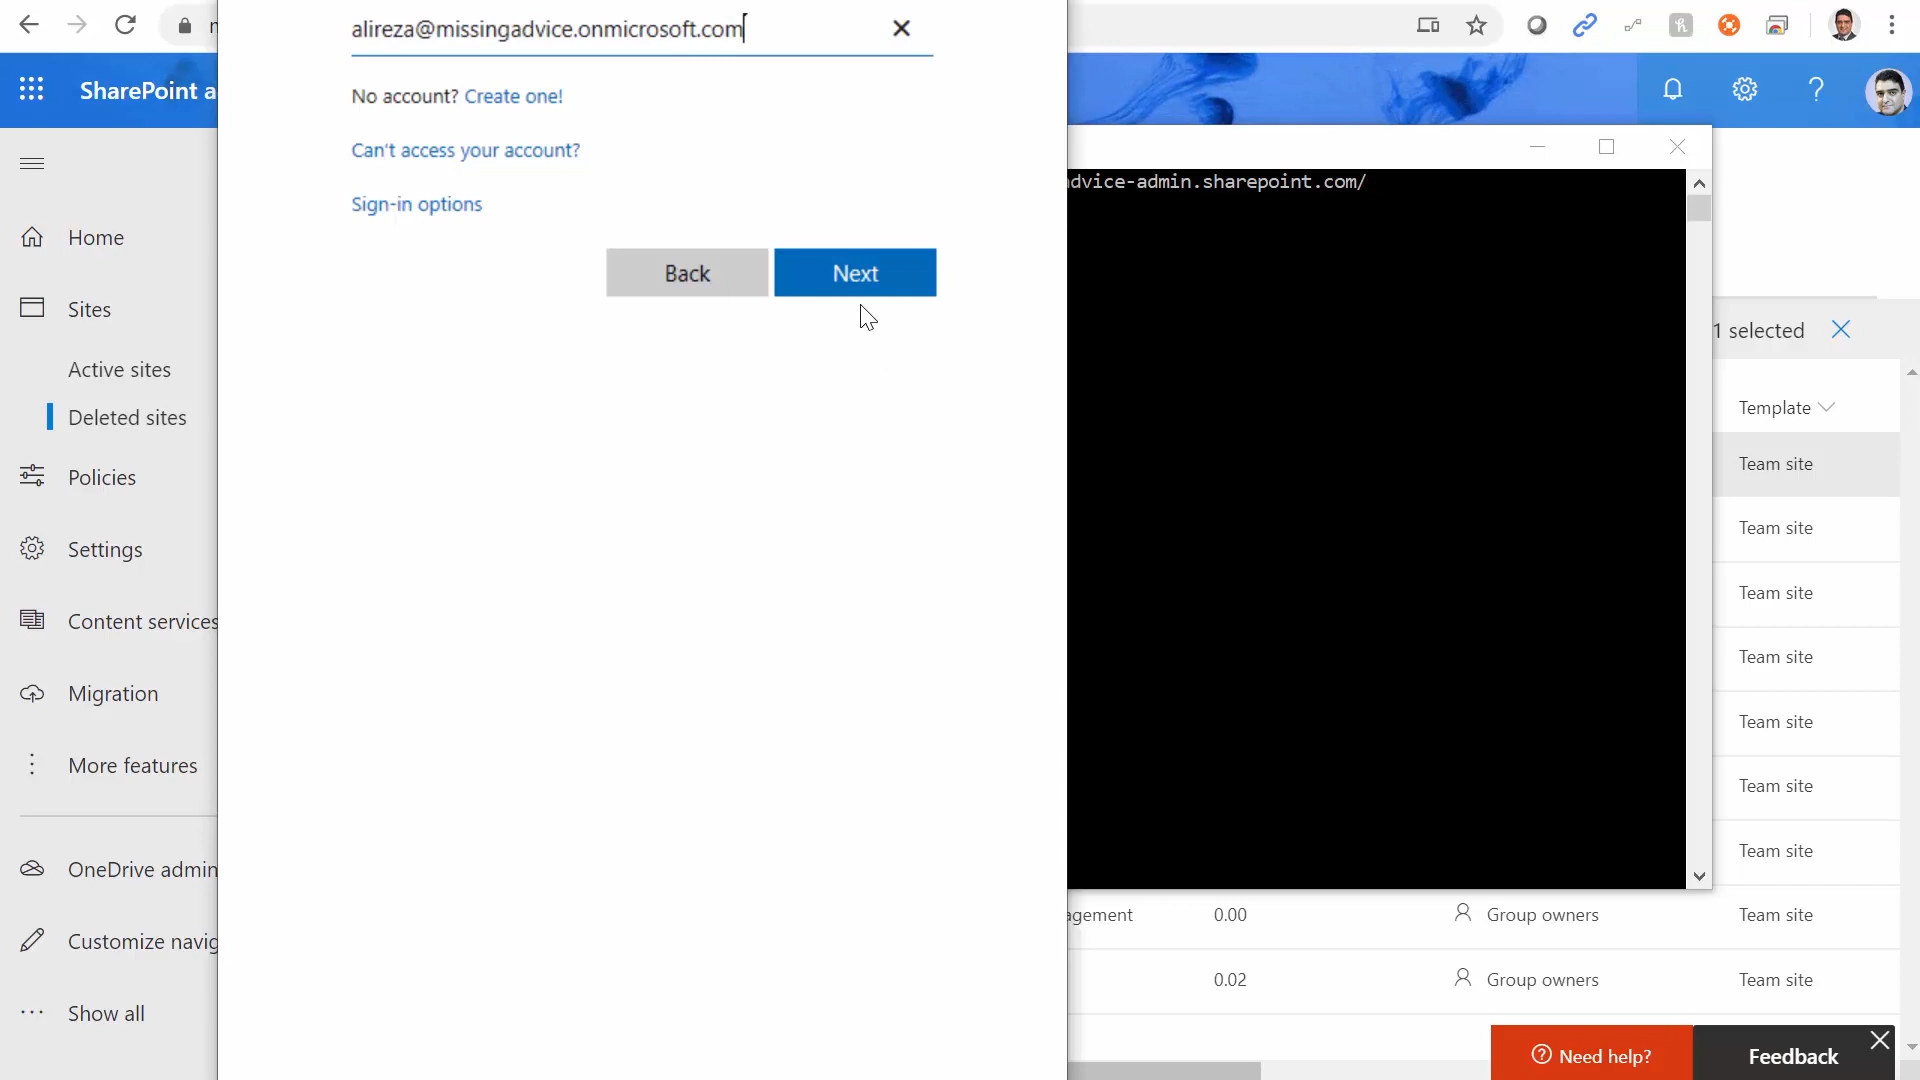 alireza@missingadvice.onmicrosoft.com
SharePoint a
No account? Create one!
Can't access your account?
dvice-admin.sharepoint.com/
Sign-in options
Home
Back
Next
Sites
1 selected
Active sites
Template
Deleted sites
Team site
Policies
Team site
Settings
Team site
Content services
Team site
Migration
Team site
More features
Team site
Team site
OneDrive admin
agement
0.00
Group owners
Team site
Customize navig
0.02
Group owners
Team site
Show all
Need help?
Feedback